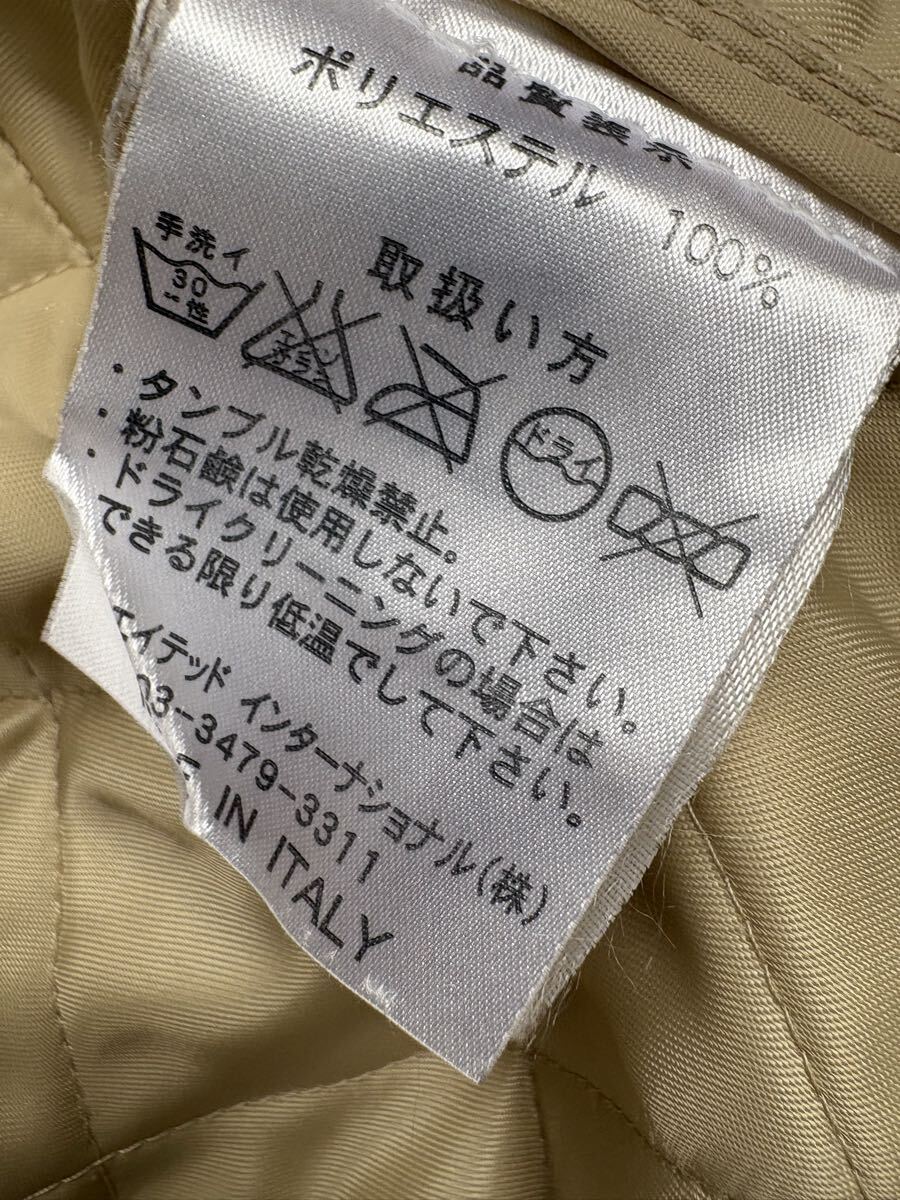 品質表示
ポリエステル 100%
取扱い方
手洗イ
30
中性
エンソ
サラシ
ドライ
・タンブル乾燥禁止。
・粉石鹸は使用しないで下さい。
・ドライクリーニングの場合は
できる限り低温でして下さい。
エイテッド インターナショナル(株)
03-3479-3311
E IN ITALY